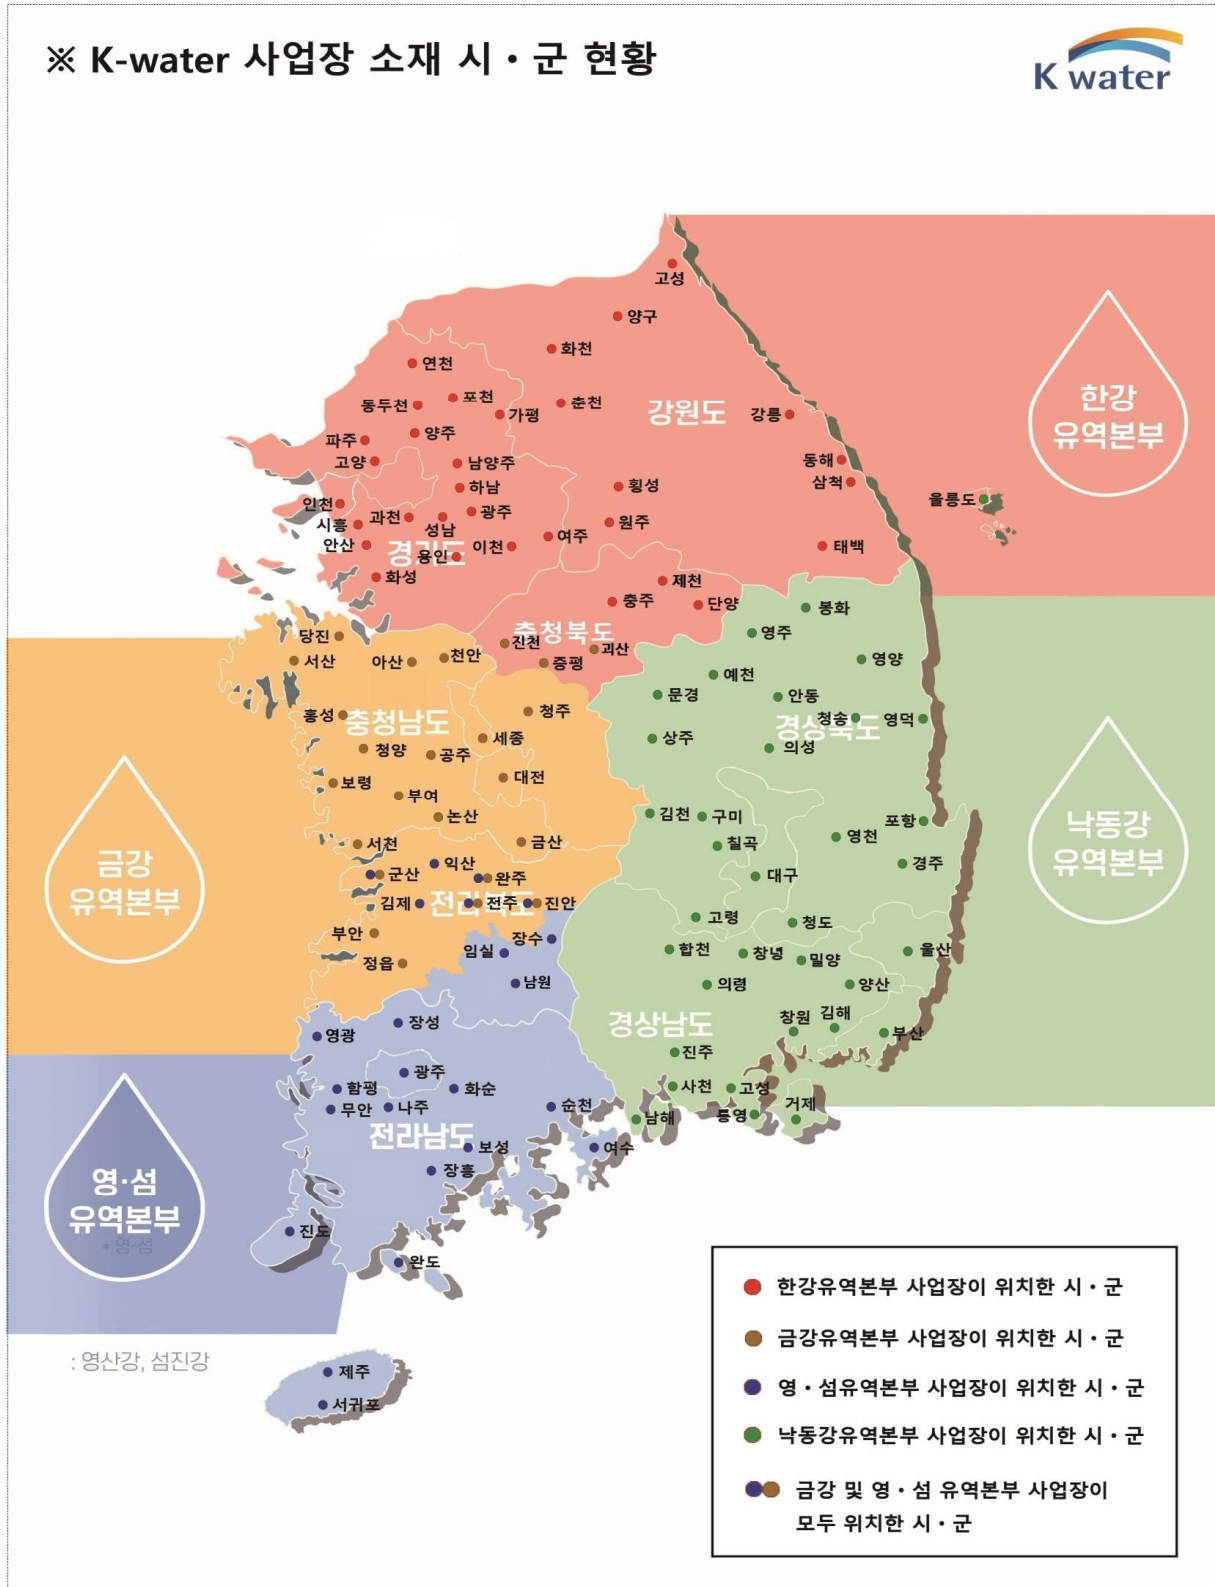 ※ K-water 사업장 소재 시・군 현황
K water
고성
양구
화천
연천
포천
동두천
가평
춘천
강원도
강릉
한강
유역본부
파주
양주
고양
남양주
동해
하남
횡성
삼척
울릉도
인천
시흥
과천
성남
광주
원주
안산
경기도
용인
이천
여주
태백
화성
제천
충주
단양
봉화
충청북도
당진
진천
괴산
영주
서산
아산
천안
증평
영양
예천
문경
안동
홍성
충청남도
청주
청송
영덕
경상북도
청양
공주
세종
상주
의성
보령
대전
부여
논산
김천
구미
포항
낙동강
유역본부
서천
금산
칠곡
영천
경주
금강
유역본부
군산
익산
완주
대구
김제
전라북도
전주
진안
고령
청도
부안
장수
임실
합천
창녕
밀양
울산
정읍
남원
의령
양산
영광
장성
경상남도
창원
김해
부산
진주
광주
함평
화순
사천
고성
거제
무안
나주
순천
남해
통영
전라남도
보성
여수
장흥
영·섬
유역본부
* 영·섬
진도
완도
: 영산강, 섬진강
제주
서귀포
한강유역본부 사업장이 위치한 시・군
금강유역본부 사업장이 위치한 시・군
영・섬유역본부 사업장이 위치한 시・군
낙동강유역본부 사업장이 위치한 시・군
금강 및 영・섬 유역본부 사업장이
모두 위치한 시・군